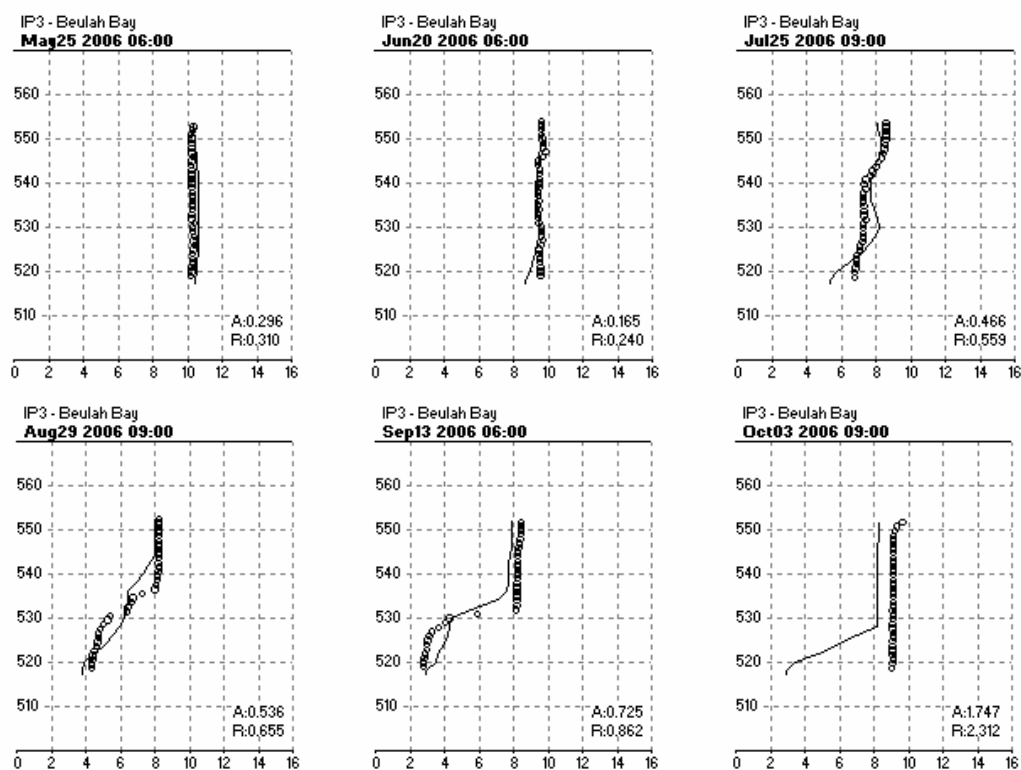 IP3 - Beulah Bay
May25 2006 06:00
560
550
540
530
520
510
A:0.296
R:0.310
0 2 4 6 8 10 12 14 16
IP3 - Beulah Bay
Jun20 2006 06:00
560
550
540
530
520
510
A:0.165
R:0.240
0 2 4 6 8 10 12 14 16
IP3 - Beulah Bay
Jul25 2006 09:00
560
550
540
530
520
510
A:0.466
R:0.559
0 2 4 6 8 10 12 14 16
IP3 - Beulah Bay
Aug29 2006 09:00
560
550
540
530
520
510
A:0.536
R:0.655
0 2 4 6 8 10 12 14 16
IP3 - Beulah Bay
Sep13 2006 06:00
560
550
540
530
520
510
A:0.725
R:0.862
0 2 4 6 8 10 12 14 16
IP3 - Beulah Bay
Oct03 2006 09:00
560
550
540
530
520
510
A:1.747
R:2.312
0 2 4 6 8 10 12 14 16